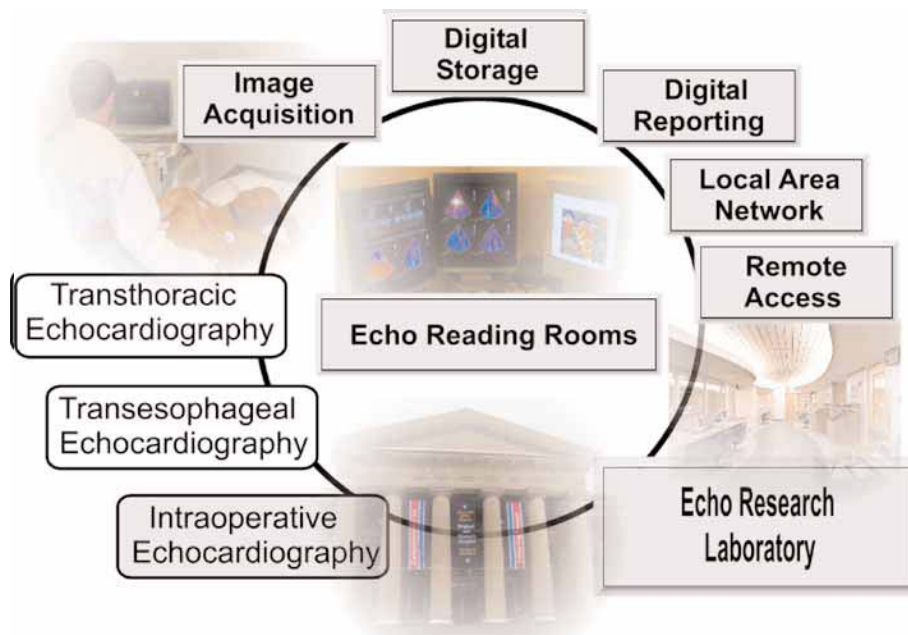 Digital
Storage
Image
Acquisition
Digital
Reporting
Local Area
Network
Remote
Access
Transthoracic
Echocardiography
Echo Reading Rooms
Transesophageal
Echocardiography
Intraoperative
Echocardiography
Echo Research
Laboratory